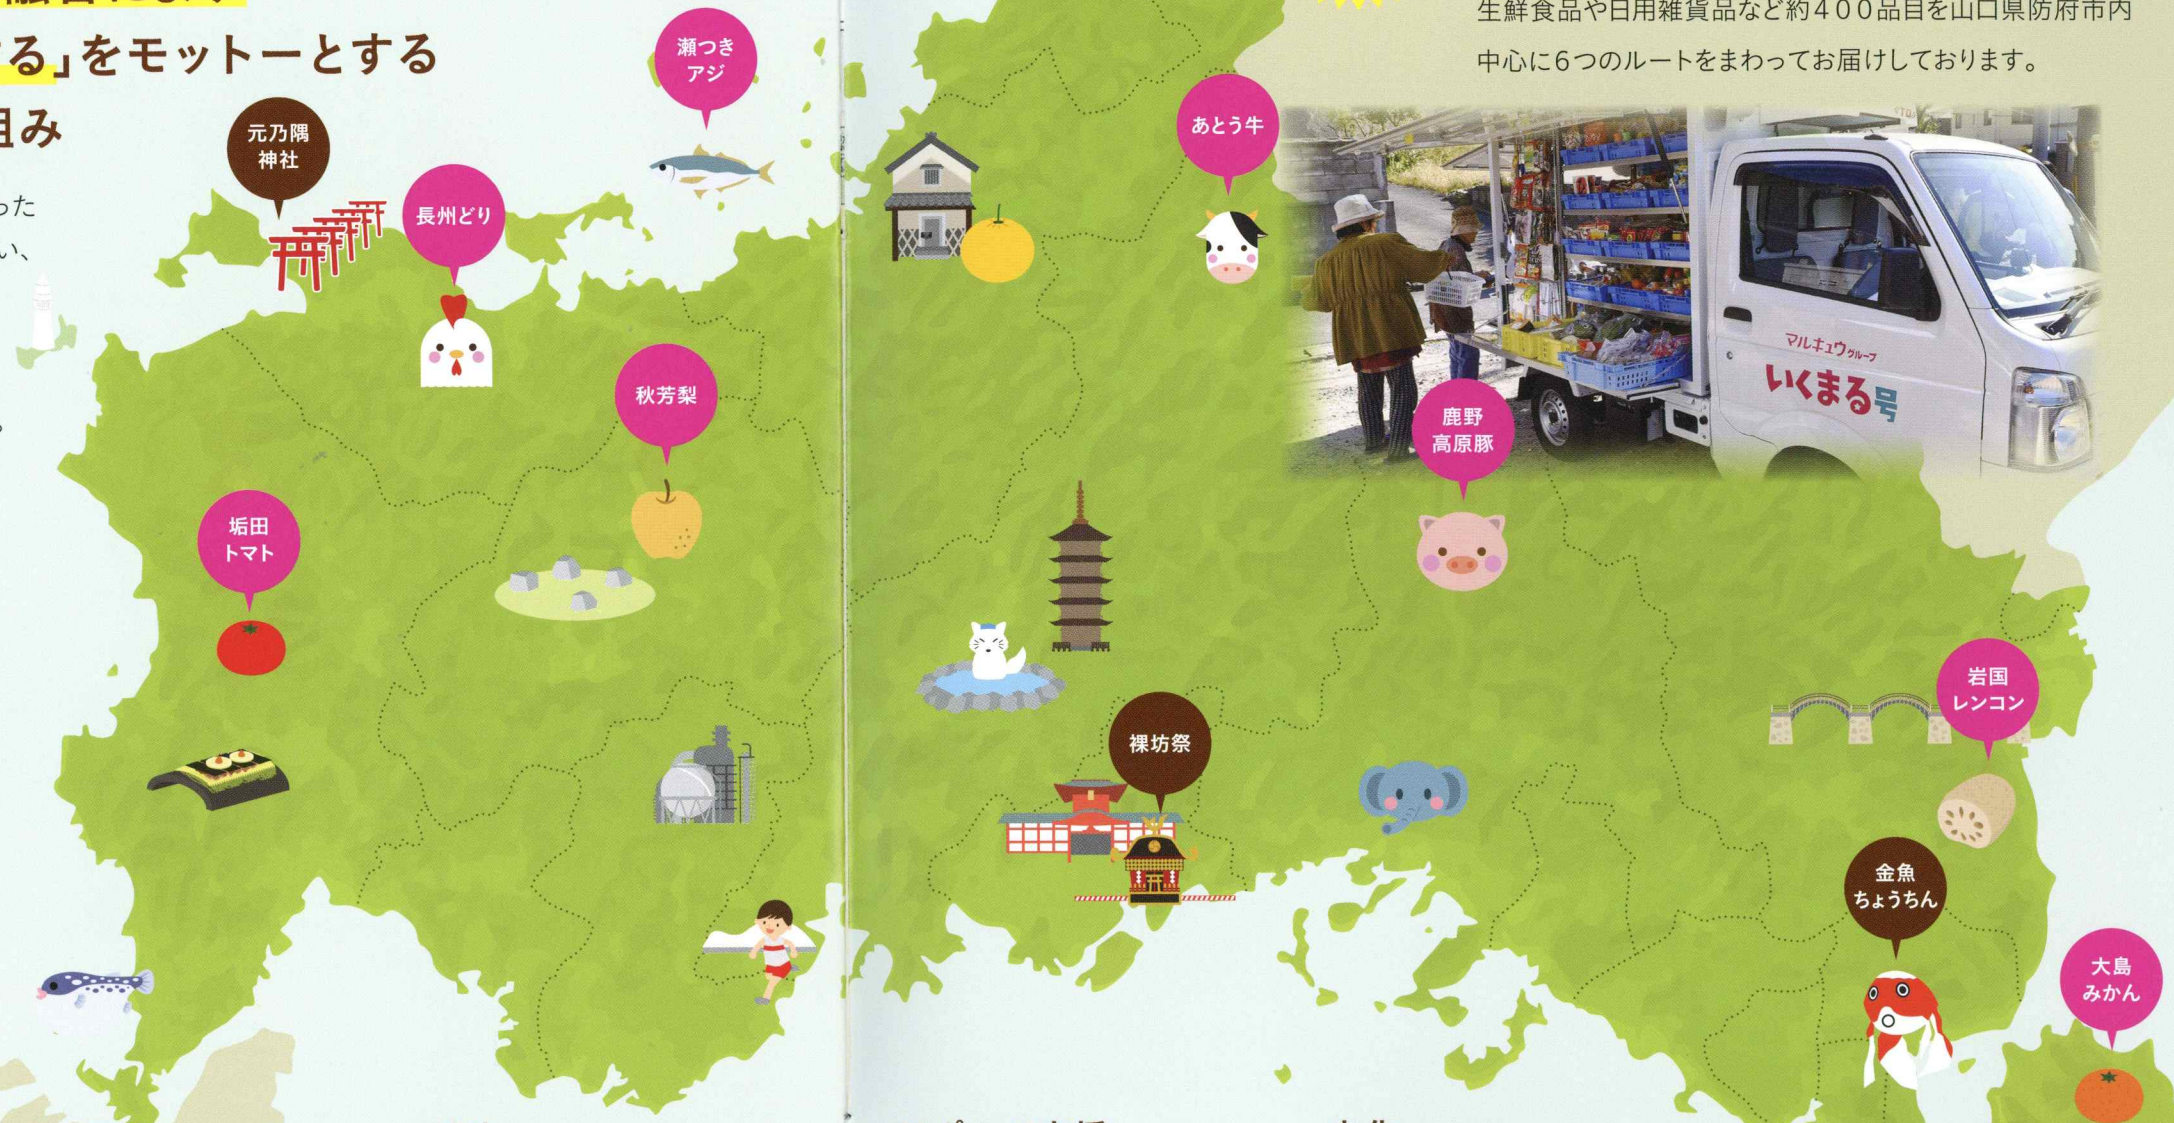 る」をモットーとする
組み
った
い、
生鮮食品や日用雑貨品など約400品目を山口県防府市内
中心に6つのルートをまわってお届けしております。
瀬つき
アジ
元乃隅
神社
長州どり
あとう牛
秋芳梨
鹿野
高原豚
垢田
トマト
マルキュウグループ
いくまる号
岩国
レンコン
裸坊祭
金魚
ちょうちん
大島
みかん